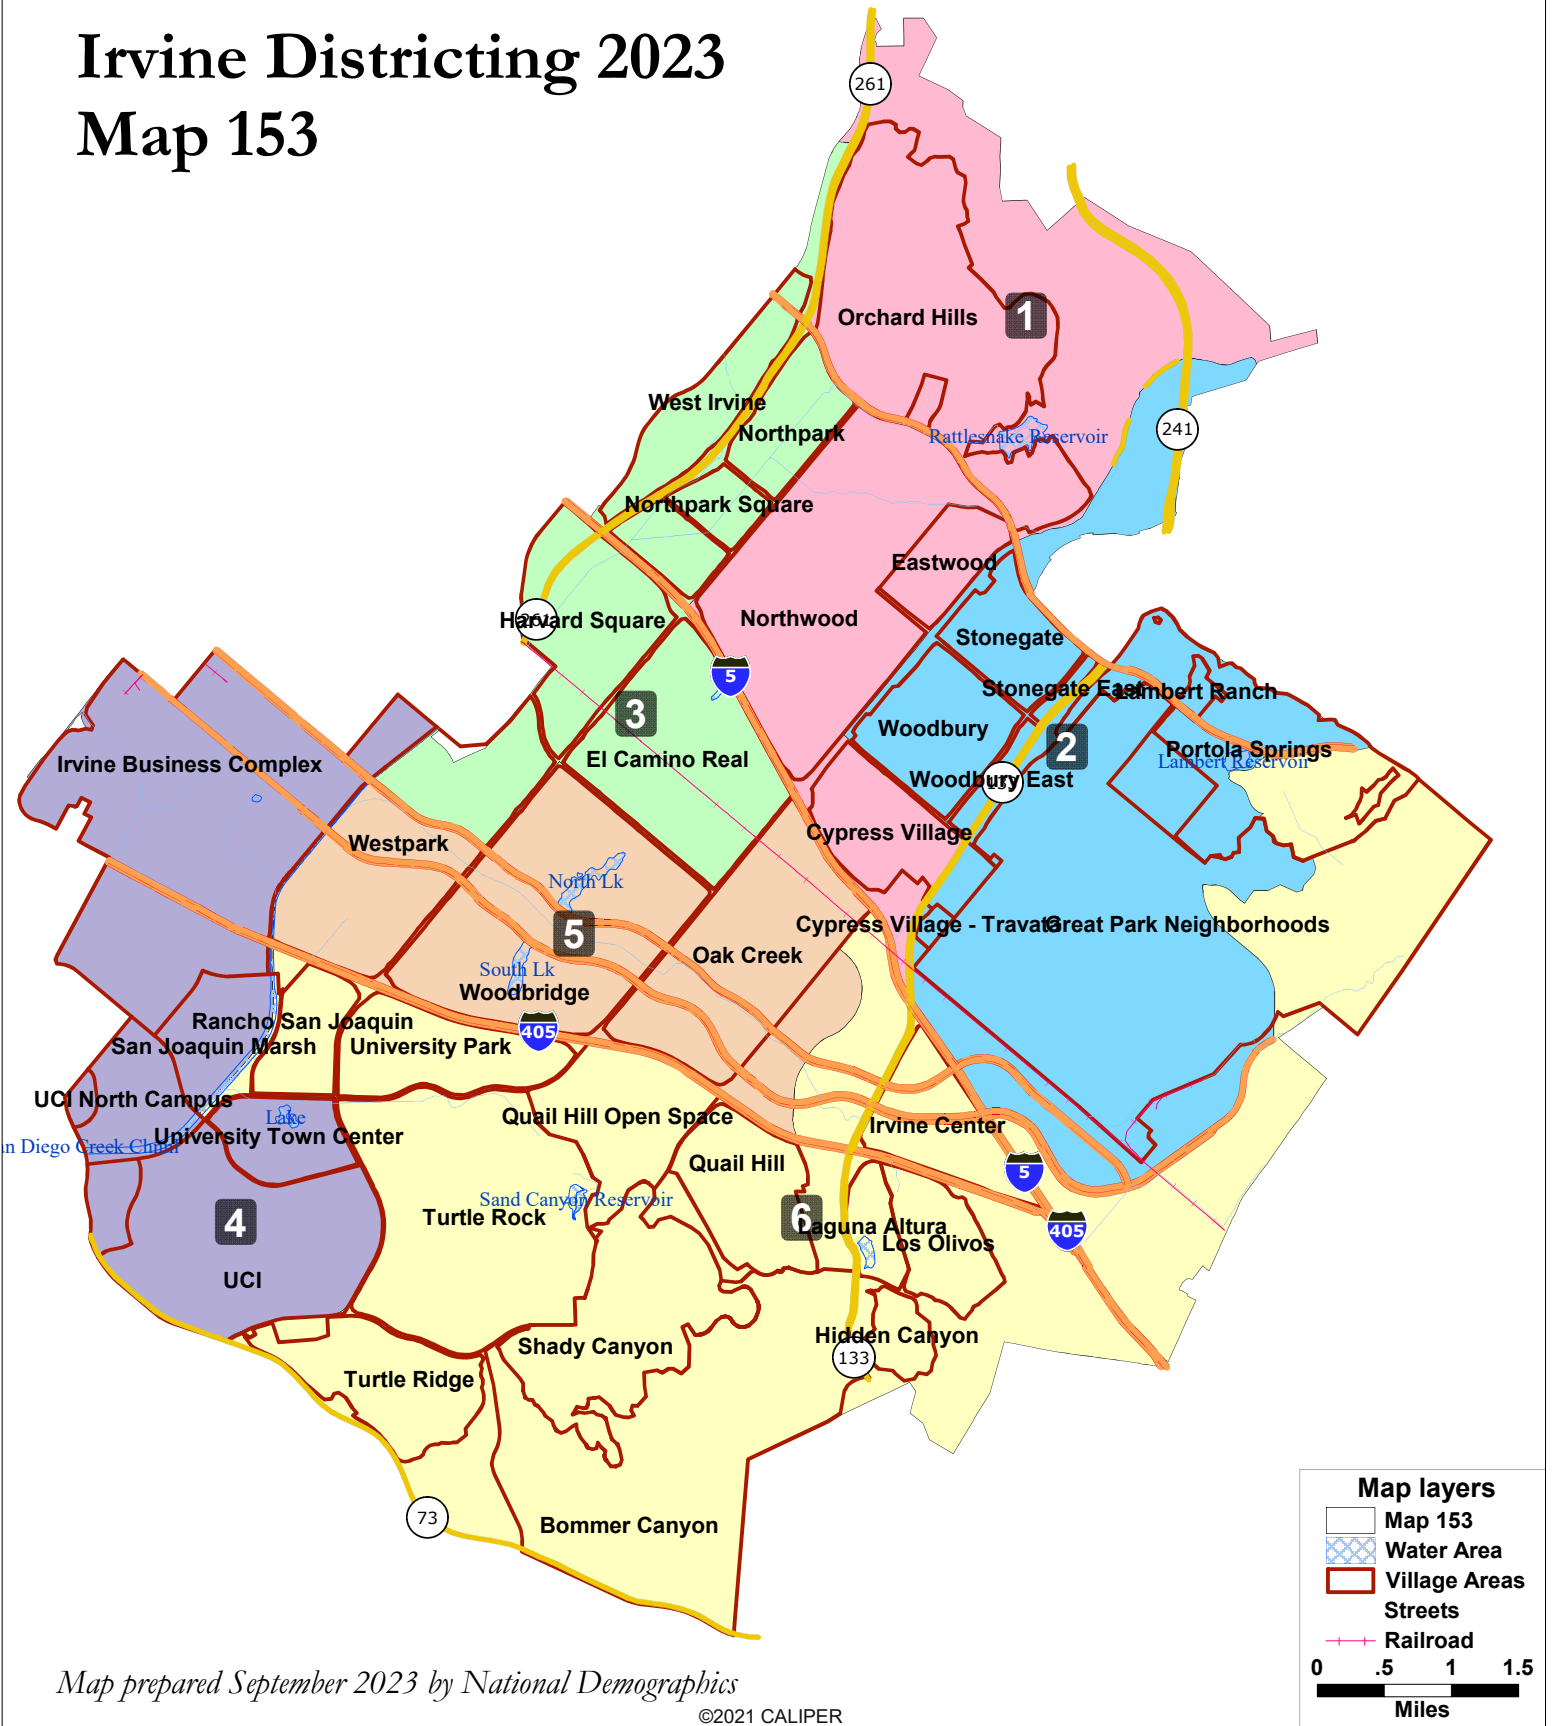 Irvine Districting 2023
Map 153
261
Orchard Hills
1
West Irvine
Northpark
Rattlesnake Reservoir
241
Northpark Square
Eastwood
Harvard Square
261
Northwood
Stonegate
5
Stonegate East
Lambert Ranch
3
Woodbury
2
Portola Springs
El Camino Real
Lambert Reservoir
Irvine Business Complex
Woodbury East
133
Cypress Village
Westpark
North Lk
5
Cypress Village - Travata
Great Park Neighborhoods
Oak Creek
South Lk
Woodbridge
Rancho San Joaquin
405
San Joaquin Marsh
University Park
UCI North Campus
Lake
Quail Hill Open Space
Irvine Center
University Town Center
an Diego Creek Chnnl
Quail Hill
5
Sand Canyon Reservoir
4
Turtle Rock
6
Laguna Altura
405
Los Olivos
UCI
Hidden Canyon
Shady Canyon
133
Turtle Ridge
73
Bommer Canyon
Map layers
Map 153
Water Area
Village Areas
Streets
Railroad
0 .5 1 1.5
Miles
Map prepared September 2023 by National Demographics
©2021 CALIPER